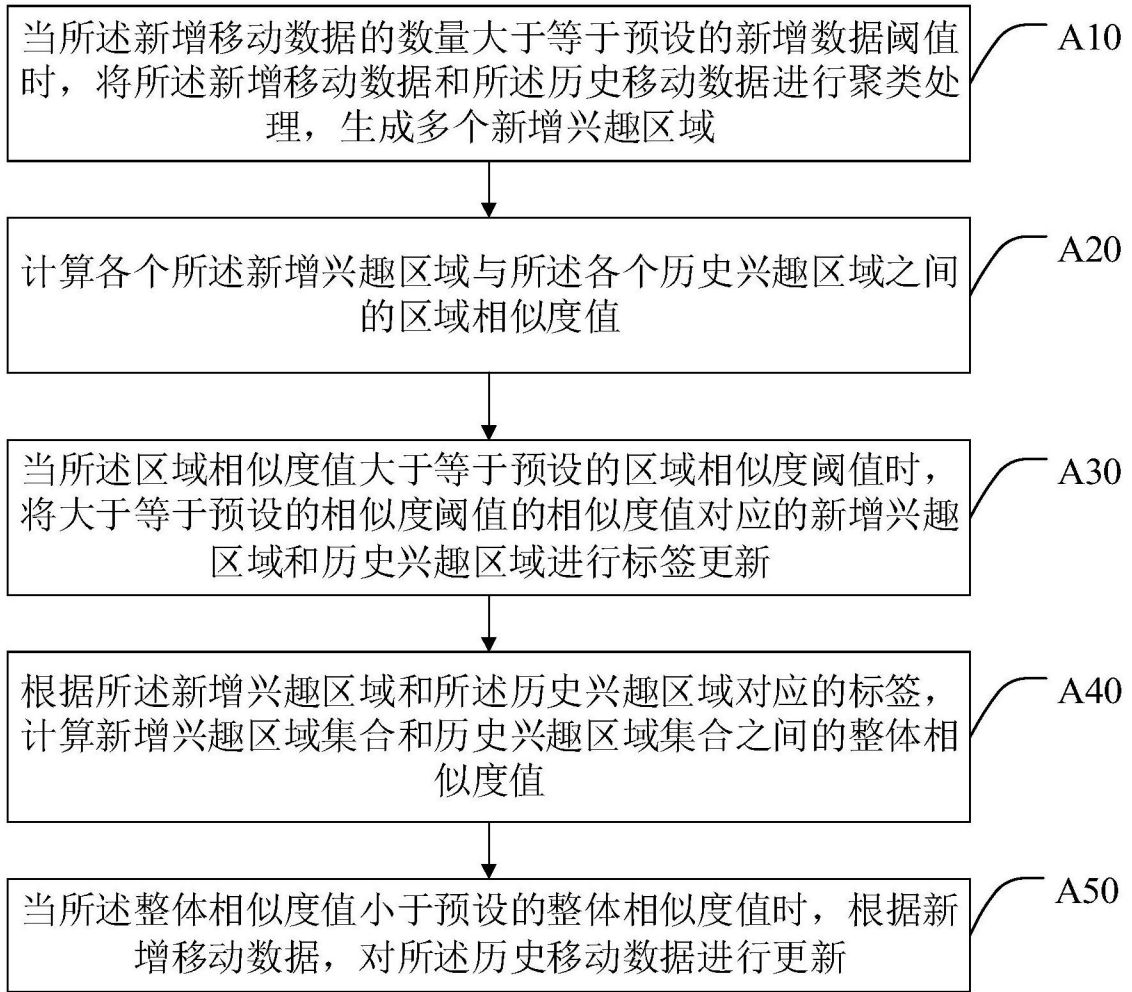 当所述新增移动数据的数量大于等于预设的新增数据阈值
时，将所述新增移动数据和所述历史移动数据进行聚类处
理，生成多个新增兴趣区域
A10
计算各个所述新增兴趣区域与所述各个历史兴趣区域之间
的区域相似度值
A20
当所述区域相似度值大于等于预设的区域相似度阈值时，
将大于等于预设的相似度阈值的相似度值对应的新增兴趣
区域和历史兴趣区域进行标签更新
A30
根据所述新增兴趣区域和所述历史兴趣区域对应的标签，
计算新增兴趣区域集合和历史兴趣区域集合之间的整体相
似度值
A40
当所述整体相似度值小于预设的整体相似度值时，根据新
增移动数据，对所述历史移动数据进行更新
A50